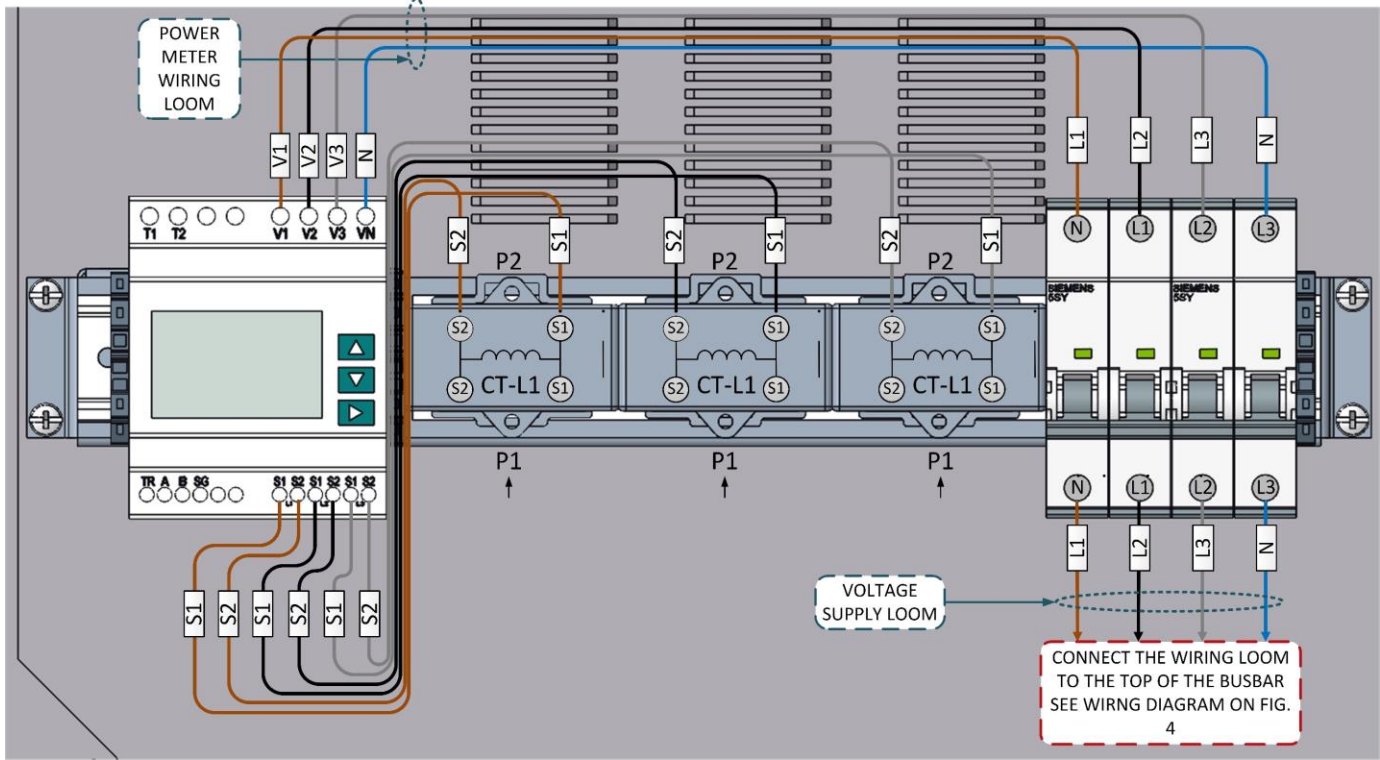 POWER
METER
WIRING
LOOM
V1
V2
V3
N
L1
L2
L3
N
T1 T2 V1 V2 V3 VN
S2 S1 S2 S1 S2 S1
N L1 L2 L3
P2 P2 P2
SIEMENS
5SY
SIEMENS
5SY
S2 S1 S2 S1 S2 S1
CT-L1 CT-L1 CT-L1
S2 S1 S2 S1 S2 S1
P1 P1 P1
TR A B SG S1 S2 S1 S2 S1 S2
N L1 L2 L3
L1 L2 L3 N
S1 S2 S1 S2 S1 S2
VOLTAGE
SUPPLY LOOM
CONNECT THE WIRING LOOM
TO THE TOP OF THE BUSBAR
SEE WIRNG DIAGRAM ON FIG.
4